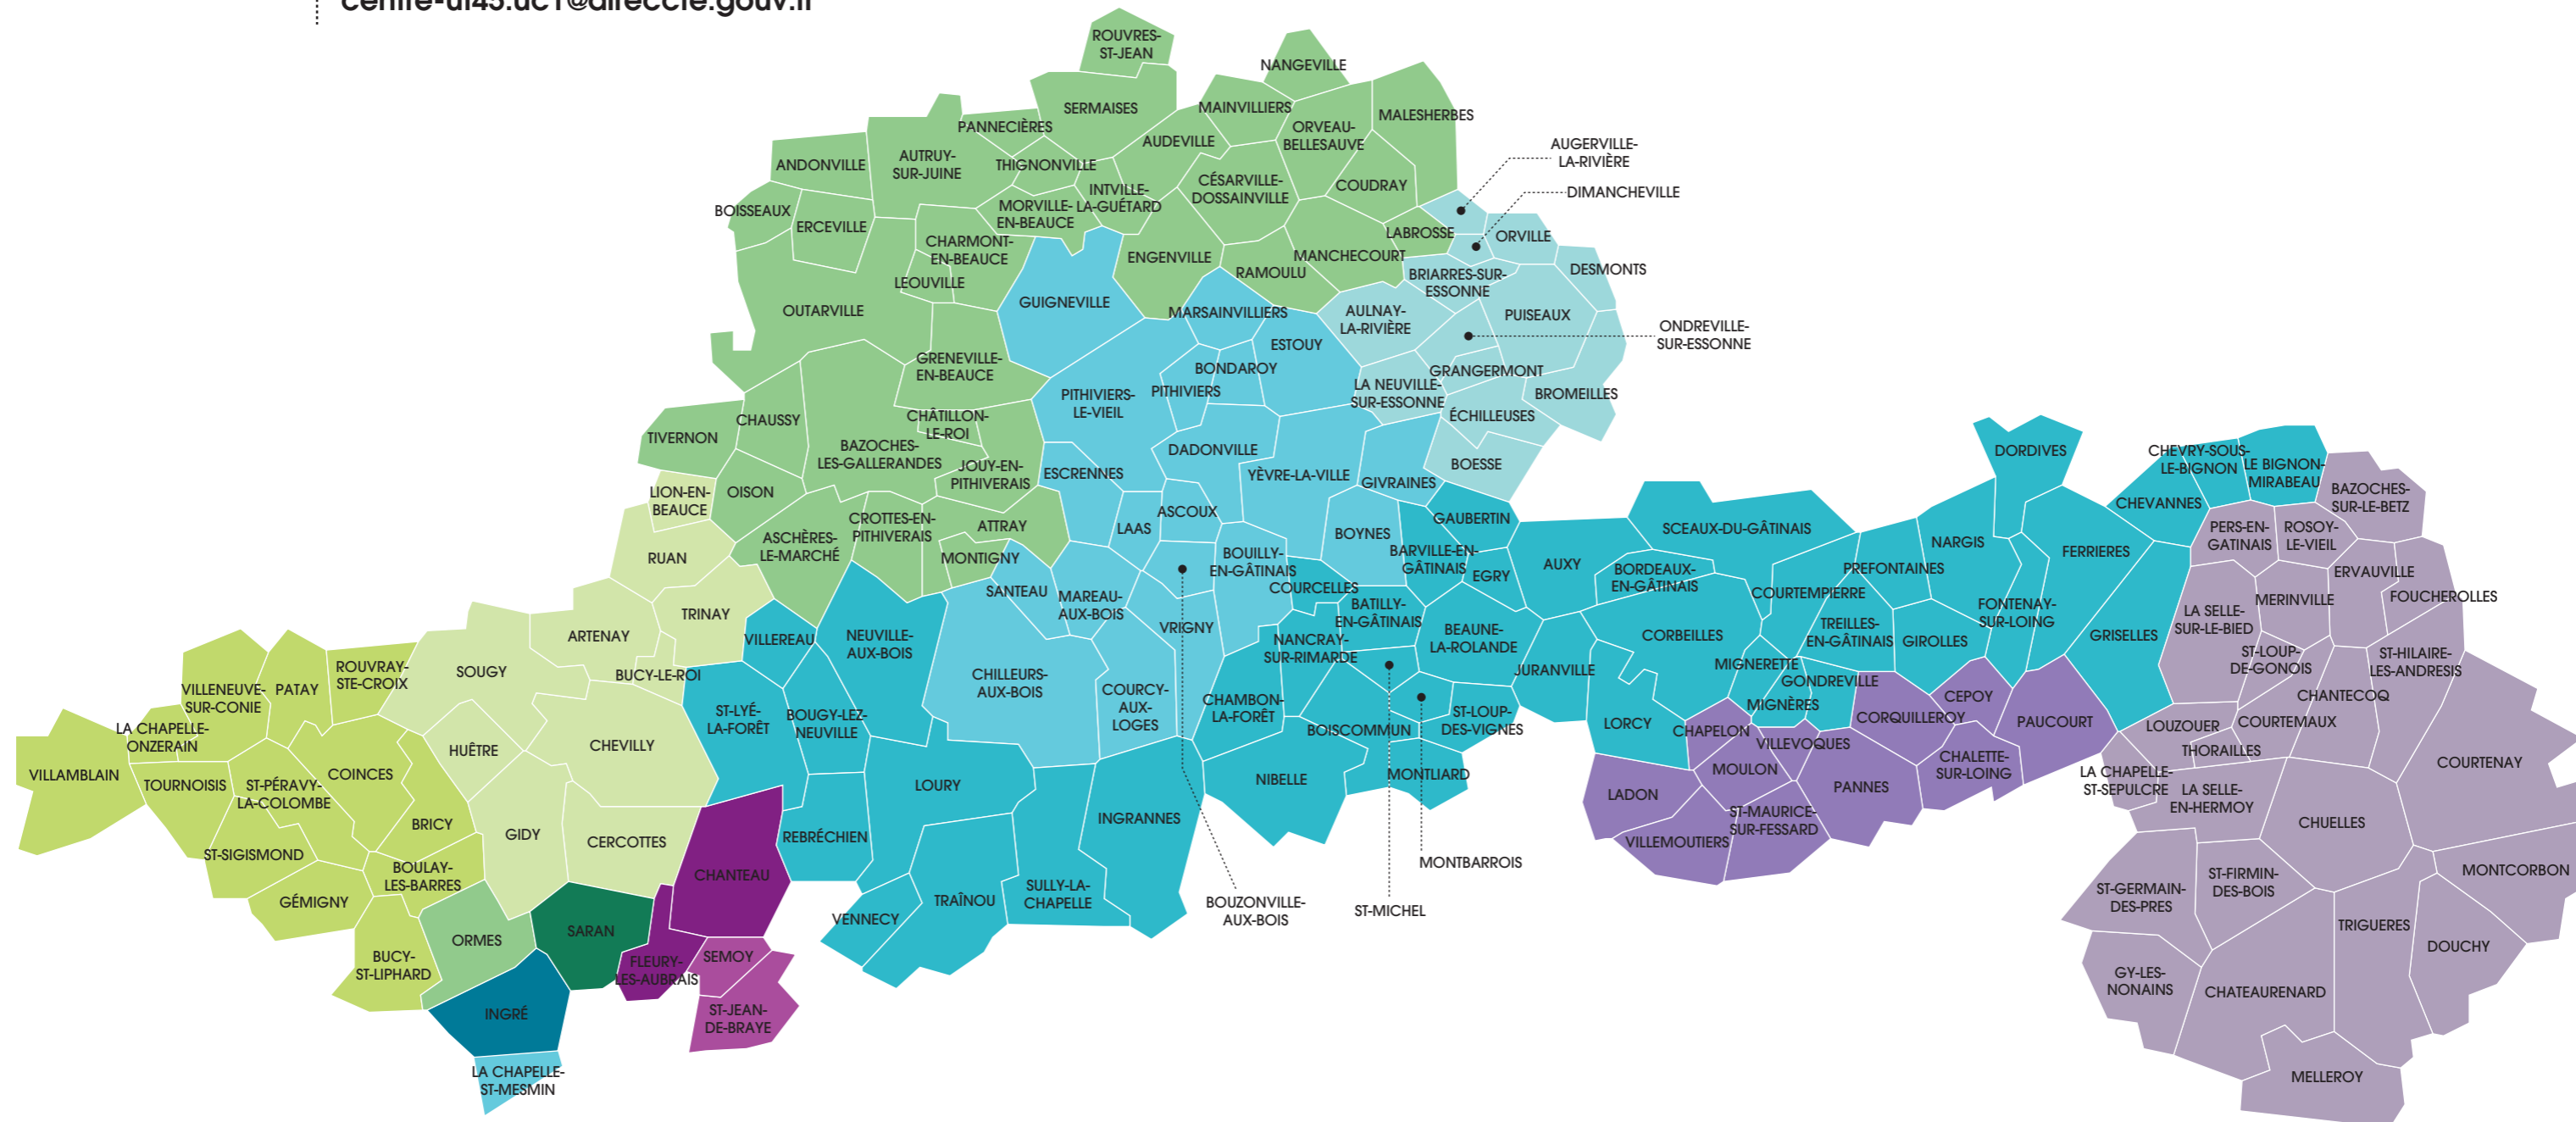 centre-ut45.uc1@direccte.gouv.fr
ROUVRES-
ST-JEAN
NANGEVILLE
SERMAISES
MAINVILLIERS
MALESHERBES
PANNECIÈRES
ORVEAU-
BELLESAUVE
AUDEVILLE
AUGERVILLE-
LA-RIVIÈRE
ANDONVILLE
AUTRUY-
SUR-JUINE
THIGNONVILLE
CÉSARVILLE-
DOSSAINVILLE
COUDRAY
INTVILLE-
LA-GUÉTARD
DIMANCHEVILLE
BOISSEAUX
ERCEVILLE
MORVILLE-
EN-BEAUCE
LABROSSE
ORVILLE
CHARMONT-
EN-BEAUCE
ENGENVILLE
MANCHECOURT
RAMOULU
DESMONTS
BRIARRES-SUR-
ESSONNE
LEOUVILLE
GUIGNEVILLE
OUTARVILLE
MARSAINVILLIERS
AULNAY-
LA-RIVIÈRE
PUISEAUX
ONDREVILLE-
SUR-ESSONNE
ESTOUY
GRENEVILLE-
EN-BEAUCE
BONDAROY
GRANGERMONT
PITHIVIERS-
LE-VIEIL
PITHIVIERS
LA NEUVILLE-
SUR-ESSONNE
BROMEILLES
ÉCHILLEUSES
CHAUSSY
CHÂTILLON-
LE-ROI
TIVERNON
BAZOCHES-
LES-GALLERANDES
DADONVILLE
DORDIVES
CHEVRY-SOUS-
LE-BIGNON
LE BIGNON-
MIRABEAU
JOUY-EN-
PITHIVERAIS
ESCRENNES
YÈVRE-LA-VILLE
GIVRAINES
BOESSE
LION-EN-
BEAUCE
OISON
CHEVANNES
BAZOCHES-
SUR-LE-BETZ
ASCOUX
LAAS
GAUBERTIN
SCEAUX-DU-GÂTINAIS
CROTTES-EN-
PITHIVERAIS
ATTRAY
BOYNES
NARGIS
FERRIERES
PERS-EN-
GATINAIS
ROSOY-
LE-VIEIL
ASCHÈRES-
LE-MARCHÉ
MONTIGNY
BOUILLY-
EN-GÂTINAIS
BARVILLE-EN-
GÂTINAIS
RUAN
EGRY
AUXY
BORDEAUX-
EN-GÂTINAIS
PREFONTAINES
ERVAUVILLE
SANTEAU
MAREAU-
AUX-BOIS
COURCELLES
COURTEMPIERRE
MERINVILLE
FOUCHEROLLES
TRINAY
BATILLY-
EN-GÂTINAIS
FONTENAY-
SUR-LOING
LA SELLE-
SUR-LE-BIED
ARTENAY
VILLEREAU
NEUVILLE-
AUX-BOIS
VRIGNY
NANCRAY-
SUR-RIMARDE
BEAUNE-
LA-ROLANDE
CORBEILLES
TREILLES-
EN-GÂTINAIS
GIROLLES
GRISELLES
ST-LOUP-
DE-GONOIS
ST-HILAIRE-
LES-ANDRESIS
ROUVRAY-
STE-CROIX
SOUGY
BUCY-LE-ROI
CHILLEURS-
AUX-BOIS
JURANVILLE
MIGNERETTE
GONDREVILLE
VILLENEUVE-
SUR-CONIE
PATAY
COURCY-
AUX-
LOGES
CHAMBON-
LA-FORÊT
MIGNÈRES
CEPOY
CHANTECOQ
ST-LYÉ-
LA-FORÊT
BOUGY-LEZ-
NEUVILLE
BOISCOMMUN
ST-LOUP-
DES-VIGNES
LORCY
CHAPELON
CORQUILLEROY
PAUCOURT
LOUZOUER
COURTEMAUX
LA CHAPELLE-
ONZERAIN
HUÊTRE
CHEVILLY
VILLEVOQUES
THORAILLES
COURTENAY
VILLAMBLAIN
TOURNOISIS
ST-PÉRAVY-
LA-COLOMBE
COINCES
LOURY
NIBELLE
MONTLIARD
MOULON
CHALETTE-
SUR-LOING
LA CHAPELLE-
ST-SEPULCRE
LA SELLE-
EN-HERMOY
LADON
PANNES
BRICY
GIDY
CERCOTTES
REBRÉCHIEN
INGRANNES
ST-MAURICE-
SUR-FESSARD
CHUELLES
ST-SIGISMOND
VILLEMOUTIERS
MONTBARROIS
BOULAY-
LES-BARRES
CHANTEAU
MONTCORBON
GÉMIGNY
TRAÎNOU
SULLY-LA-
CHAPELLE
ST-FIRMIN-
DES-BOIS
ST-GERMAIN-
DES-PRES
VENNECY
BOUZONVILLE-
AUX-BOIS
ST-MICHEL
ORMES
SARAN
TRIGUERES
DOUCHY
BUCY-
ST-LIPHARD
FLEURY-
LES-AUBRAIS
SEMOY
GY-LES-
NONAINS
CHATEAURENARD
INGRÉ
ST-JEAN-
DE-BRAYE
LA CHAPELLE-
ST-MESMIN
MELLEROY